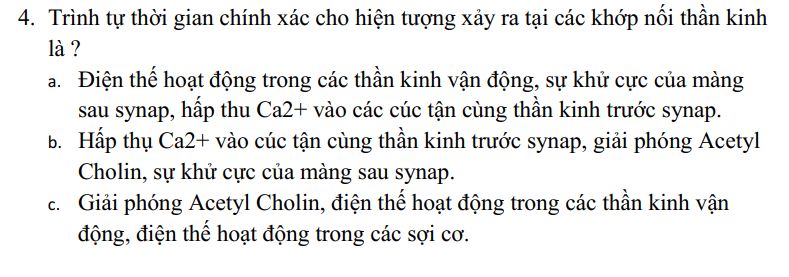 4. Trình tự thời gian chính xác cho hiện tượng xảy ra tại các khớp nối thần kinh
là ?
a. Điện thế hoạt động trong các thần kinh vận động, sự khử cực của màng
sau synap, hấp thu Ca2+ vào các cúc tận cùng thần kinh trước synap.
b. Hấp thụ Ca2+ vào cúc tận cùng thần kinh trước synap, giải phóng Acetyl
Cholin, sự khử cực của màng sau synap.
c. Giải phóng Acetyl Cholin, điện thế hoạt động trong các thần kinh vận
động, điện thế hoạt động trong các sợi cơ.